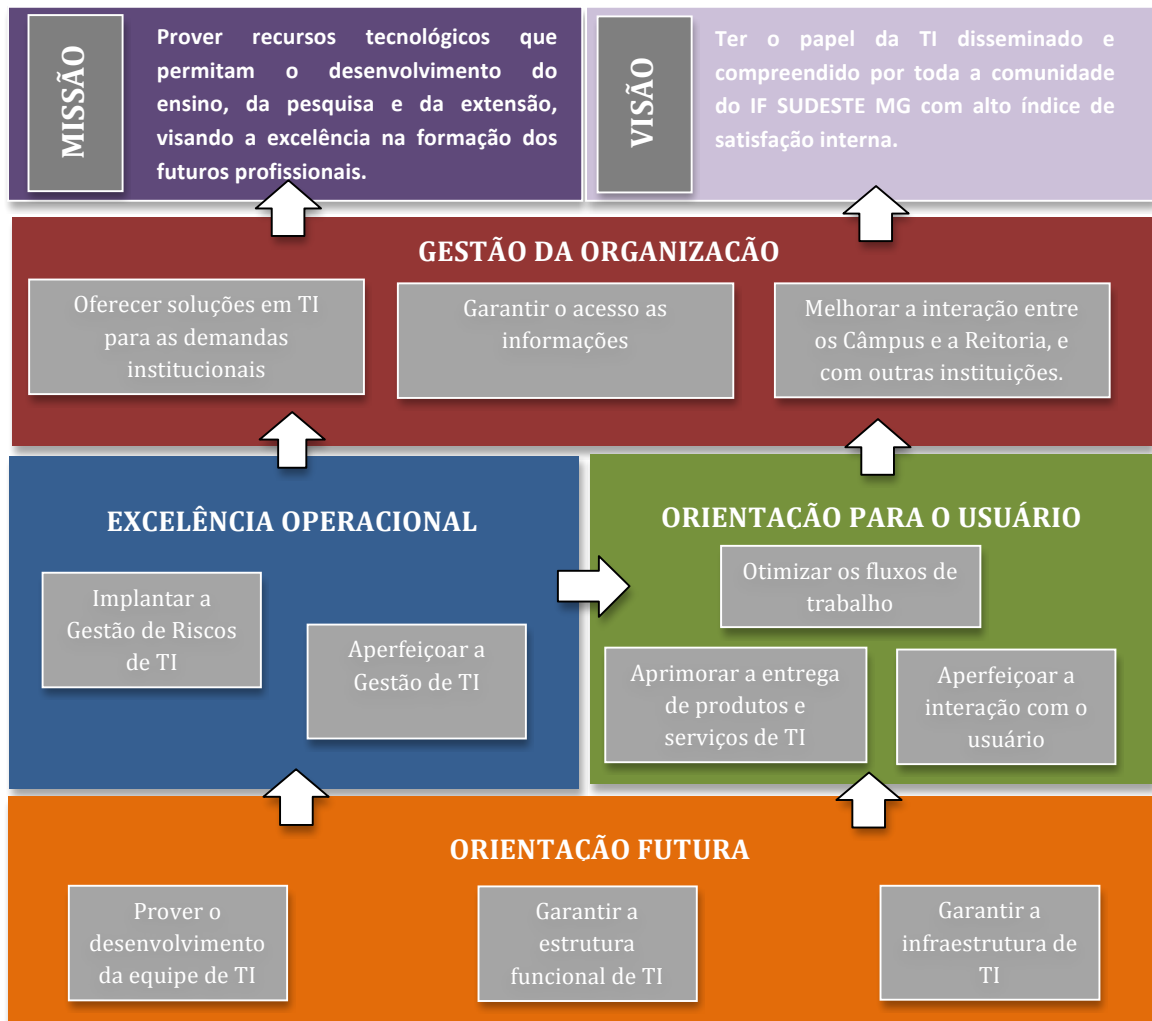 MISSÃO
Prover recursos tecnológicos que
permitam o desenvolvimento do
ensino, da pesquisa e da extensão,
visando a excelência na formação dos
futuros profissionais.
VISÃO
Ter o papel da TI disseminado e
compreendido por toda a comunidade
do IF SUDESTE MG com alto índice de
satisfação interna.
GESTÃO DA ORGANIZAÇÃO
Oferecer soluções em TI
para as demandas
institucionais
Garantir o acesso as
informações
Melhorar a interação entre
os Câmpus e a Reitoria, e
com outras instituições.
EXCELÊNCIA OPERACIONAL
Implantar a
Gestão de Riscos
de TI
Aperfeiçoar a
Gestão de TI
ORIENTAÇÃO PARA O USUÁRIO
Otimizar os fluxos de
trabalho
Aprimorar a entrega
de produtos e
serviços de TI
Aperfeiçoar a
interação com o
usuário
ORIENTAÇÃO FUTURA
Prover o
desenvolvimento
da equipe de TI
Garantir a
estrutura
funcional de TI
Garantir a
infraestrutura de
TI